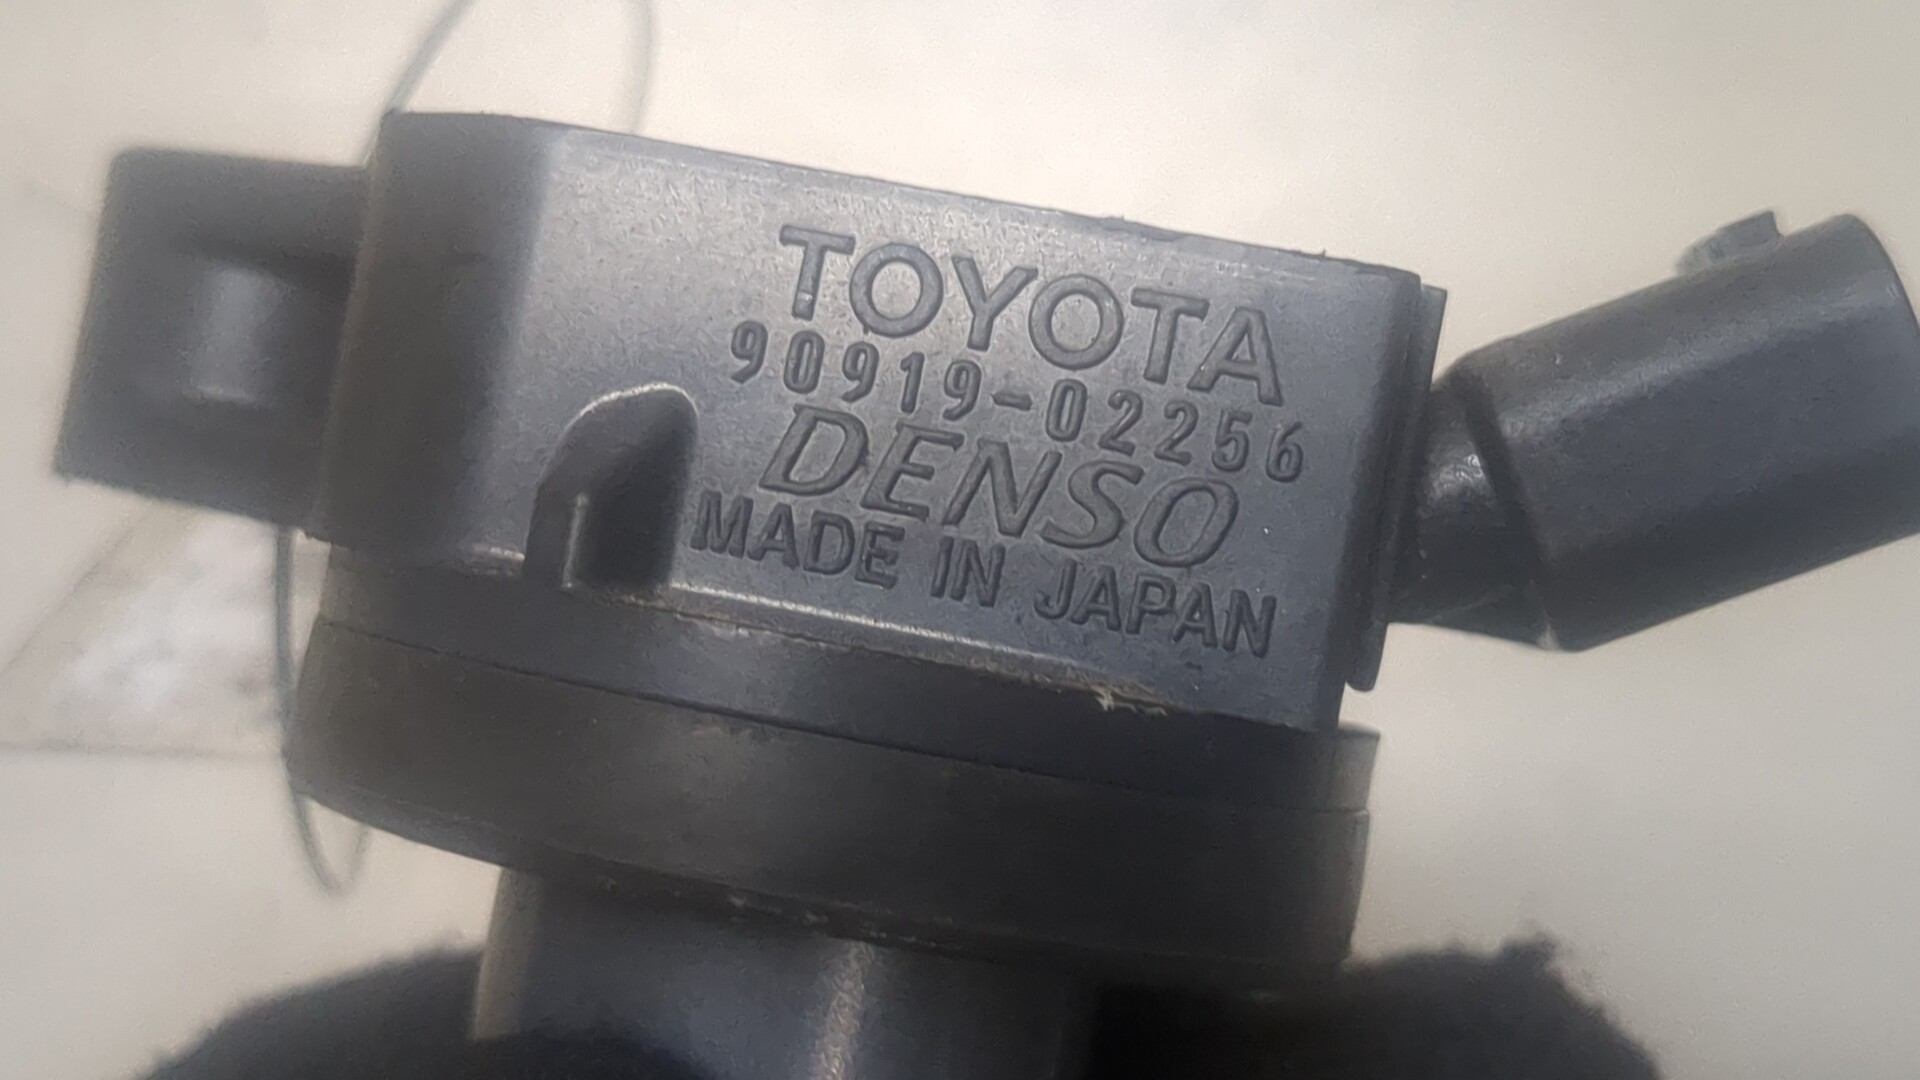 TOYOTA
90919-02256
DENSO
MADE IN JAPAN